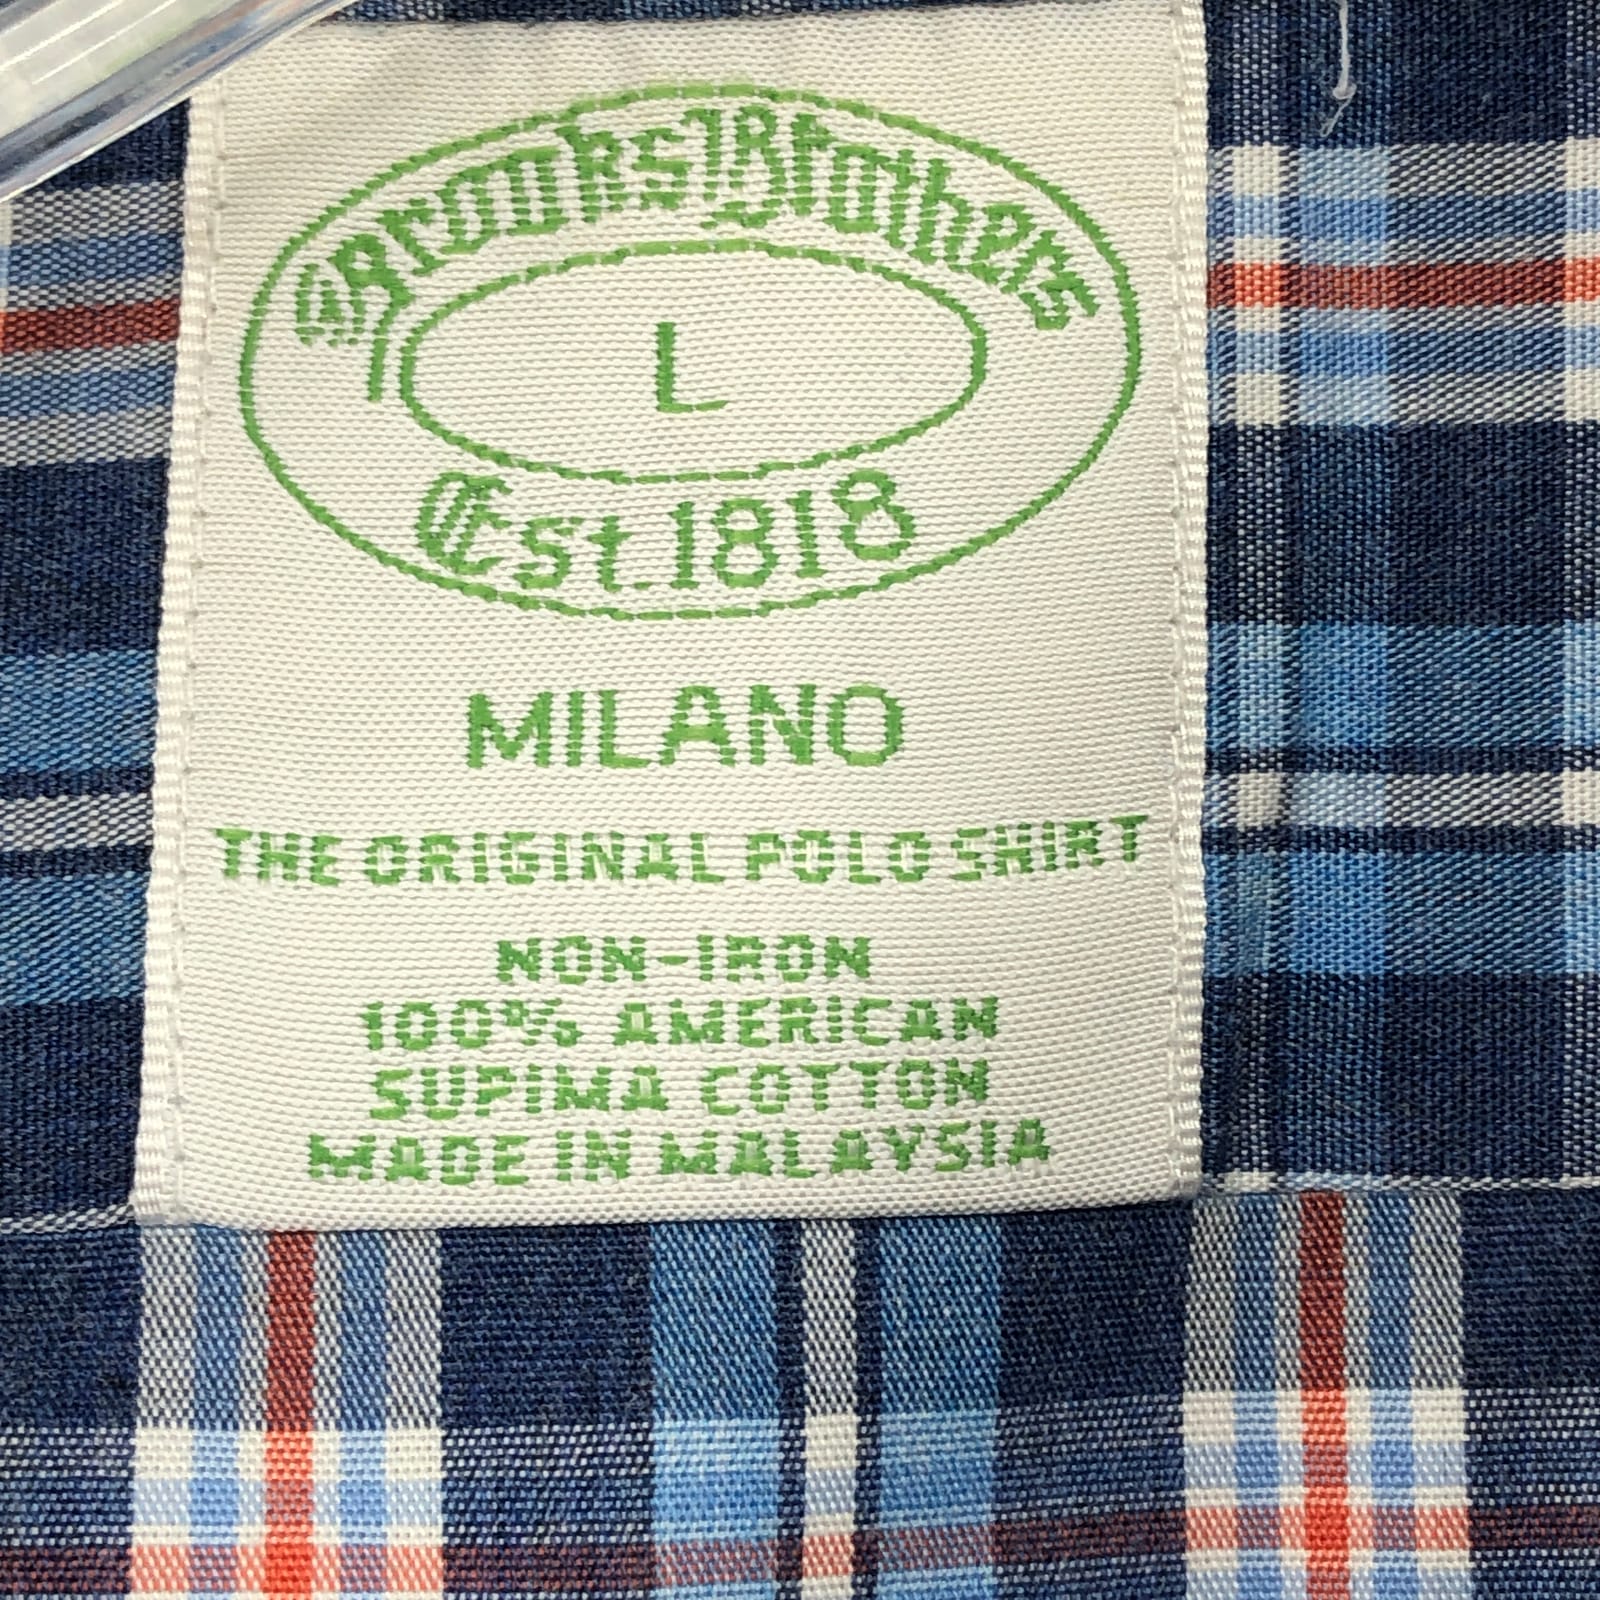 Brooks Brothers
L
Est. 1818
MILANO
THE ORIGINAL POLO SHIRT
NON-IRON
100% AMERICAN
SUPIMA COTTON
MADE IN MALAYSIA